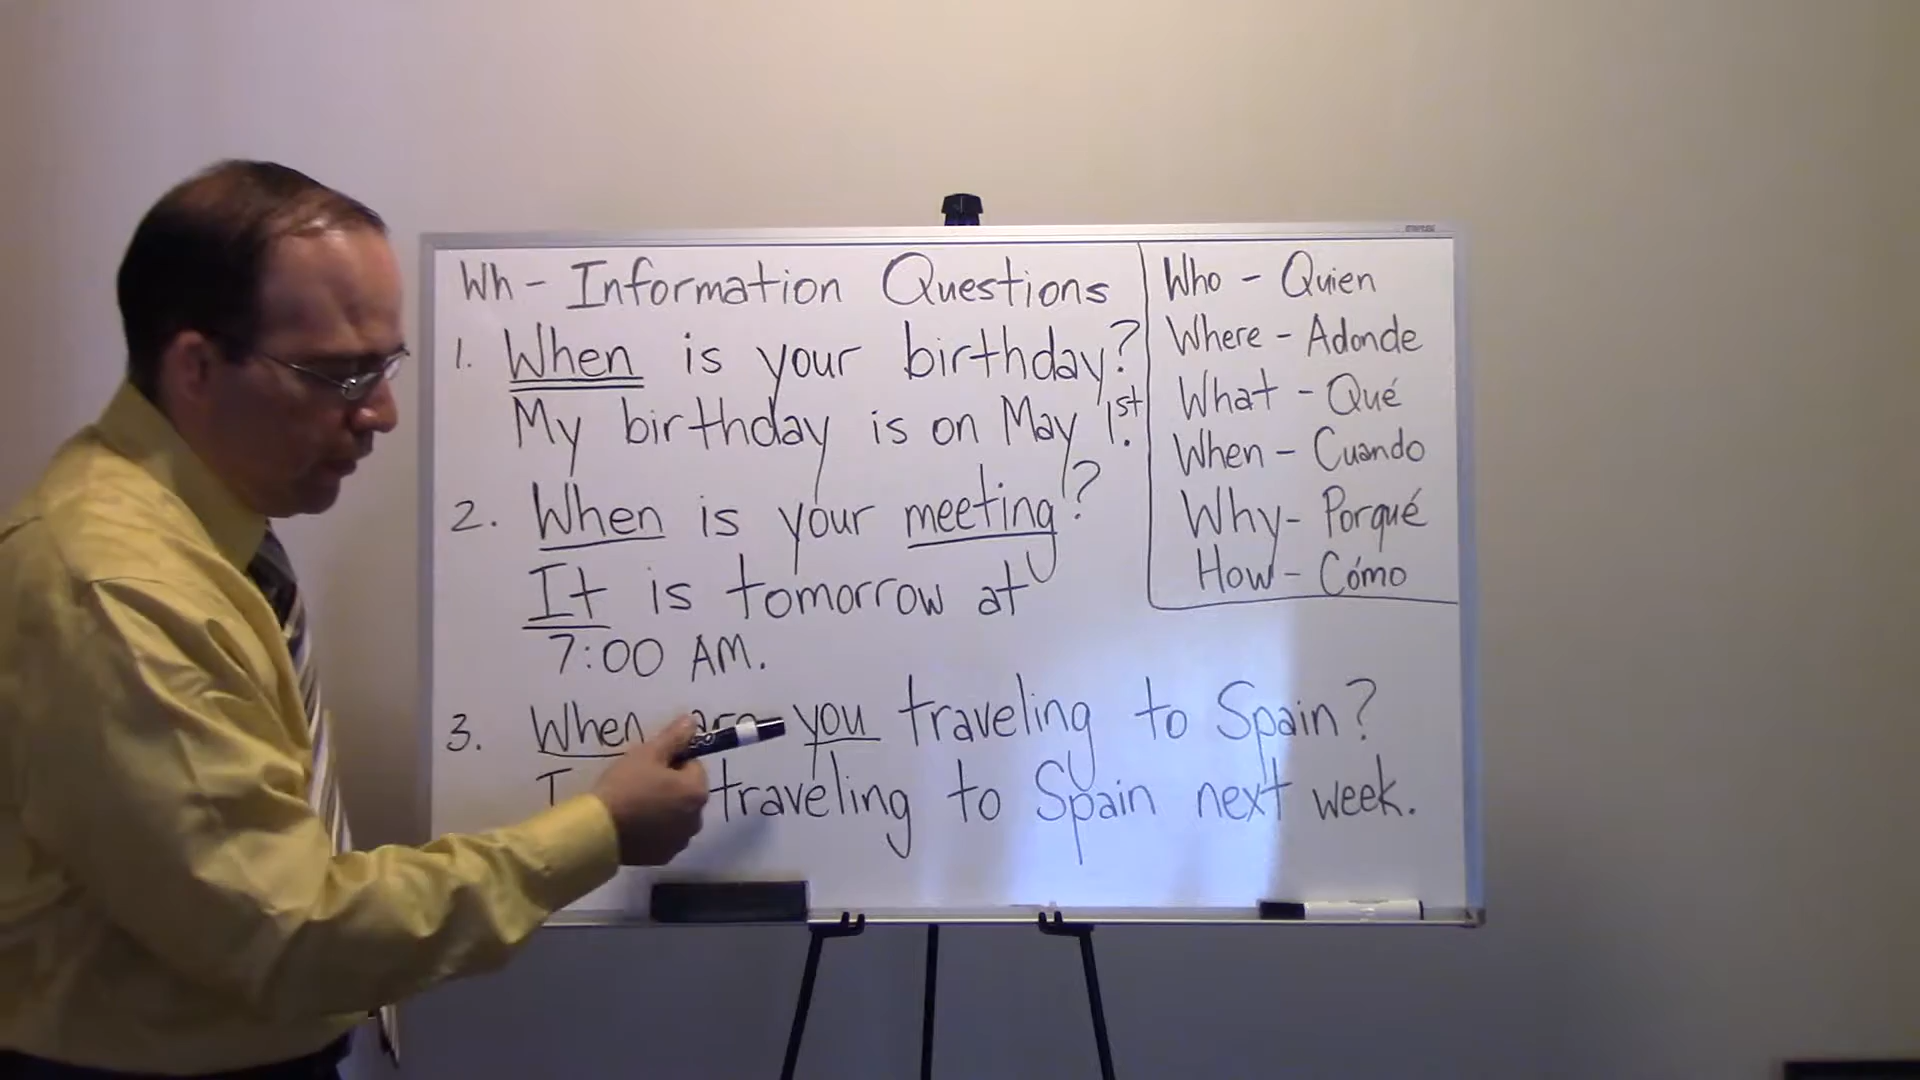 Wh - Information Questions
1. When is your birthday?
My birthday is on May 1st.
2. When is your meeting?
It is tomorrow at
7:00 AM.
3. When are you traveling to Spain?
I traveling to Spain next week.
Who - Quien
Where - Adonde
What - Qué
When - Cuando
Why - Porqué
How - Cómo